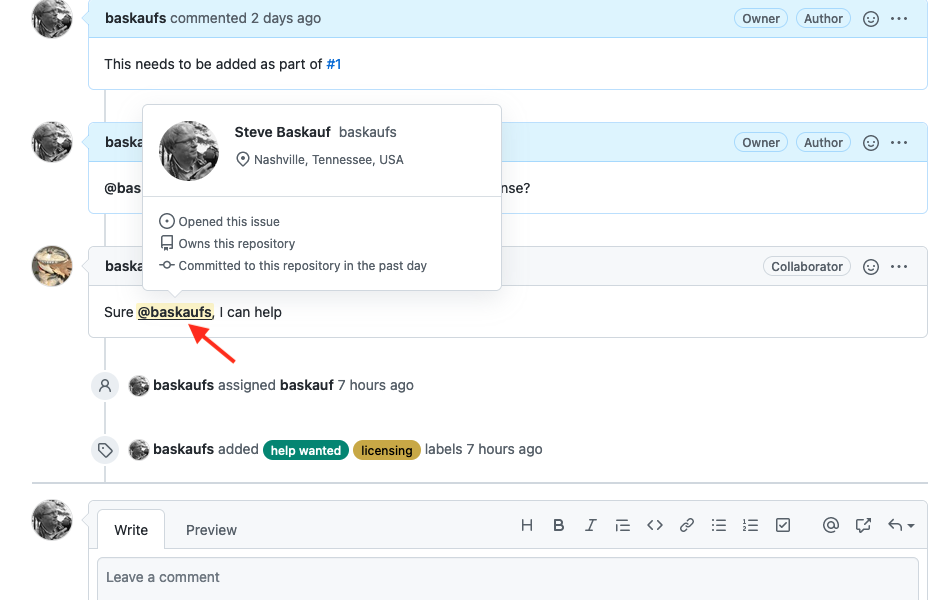 baskaufs commented 2 days ago Owner Author
This needs to be added as part of #1
Steve Baskauf baskaufs
Nashville, Tennessee, USA
baska Owner Author
@bas nse?
Opened this issue
Owns this repository
Committed to this repository in the past day
baska Collaborator
Sure @baskaufs, I can help
baskaufs assigned baskauf 7 hours ago
baskaufs added help wanted licensing labels 7 hours ago
Write Preview
Leave a comment